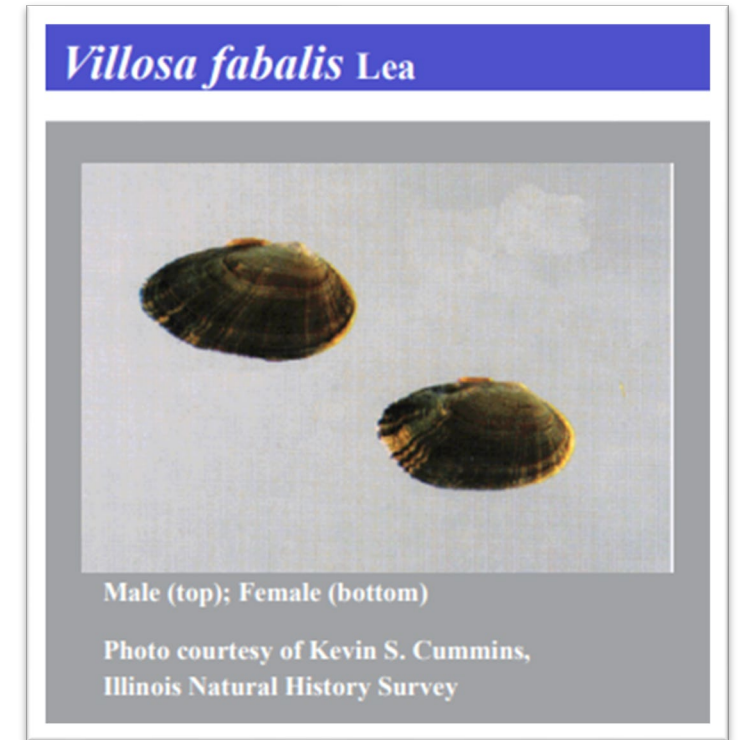 Villosa fabalis Lea
Male (top); Female (bottom)
Photo courtesy of Kevin S. Cummins,
Illinois Natural History Survey